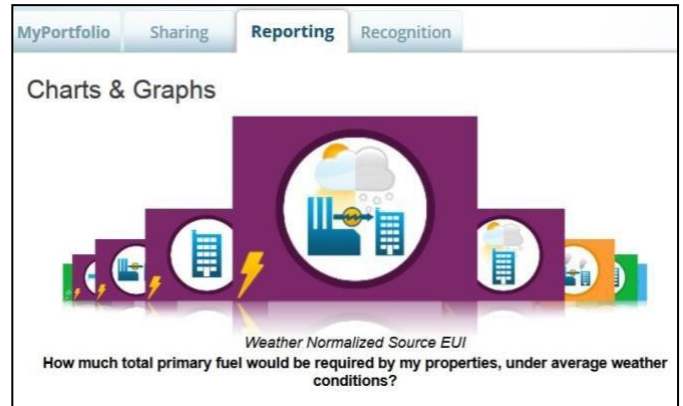 MyPortfolio Sharing Reporting Recognition
Charts & Graphs
Weather Normalized Source EUI
How much total primary fuel would be required by my properties, under average weather
conditions?